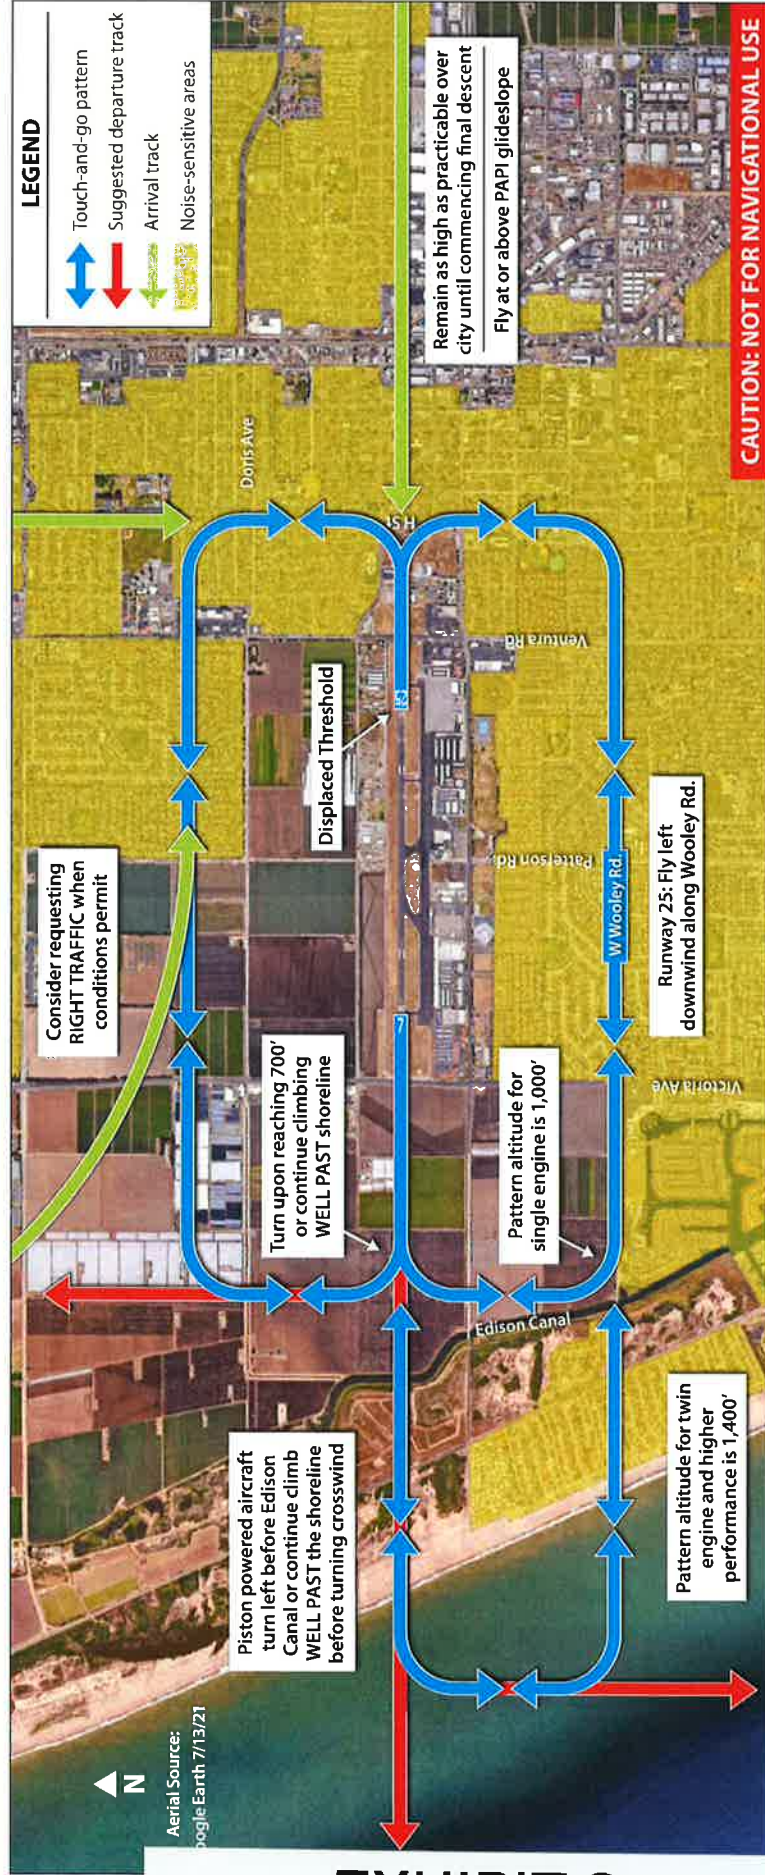 LEGEND
Touch-and-go pattern
Suggested departure track
Arrival track
Noise-sensitive areas
Remain as high as practicable over
city until commencing final descent
Fly at or above PAPI glideslope
CAUTION: NOT FOR NAVIGATIONAL USE
Doris Ave
H St
Ventura Rd
Displaced Threshold
25
Consider requesting
RIGHT TRAFFIC when
conditions permit
Patterson Rd.
W Wooley Rd.
Runway 25: Fly left
downwind along Wooley Rd.
7
Victoria Ave
Turn upon reaching 700'
or continue climbing
WELL PAST shoreline
Pattern altitude for
single engine is 1,000'
Edison Canal
Piston powered aircraft
turn left before Edison
Canal or continue climb
WELL PAST the shoreline
before turning crosswind
Pattern altitude for twin
engine and higher
performance is 1,400'
N
Aerial Source:
oogle Earth 7/13/21